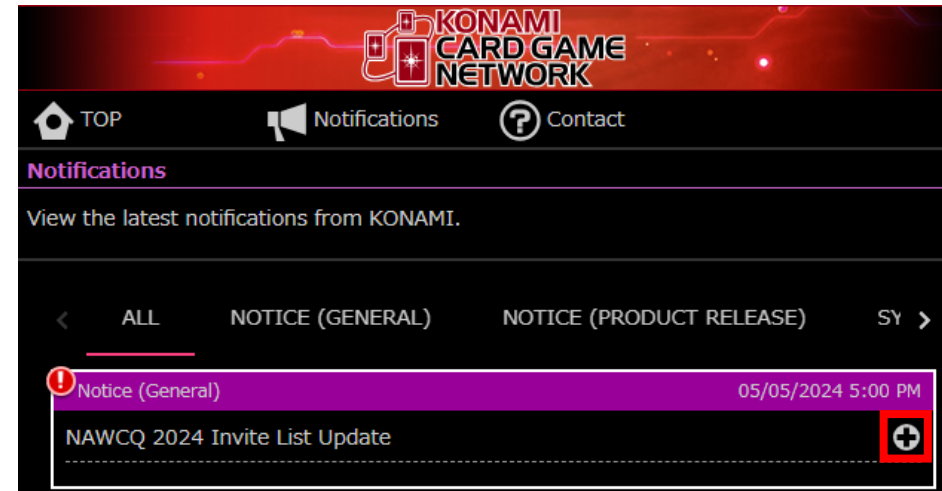 KONAMI
CARD GAME
NETWORK
TOP Notifications Contact
Notifications
View the latest notifications from KONAMI.
ALL NOTICE (GENERAL) NOTICE (PRODUCT RELEASE) SY
Notice (General) 05/05/2024 5:00 PM
NAWCQ 2024 Invite List Update